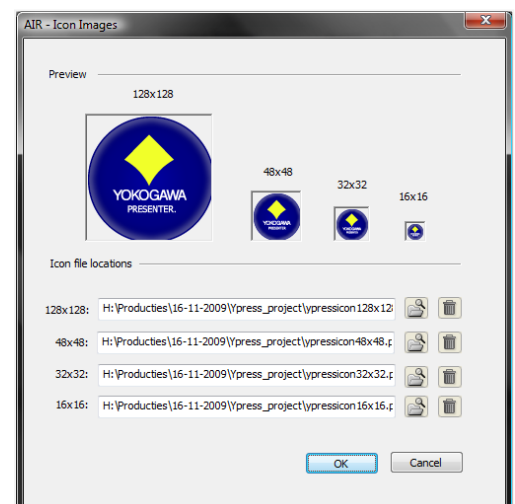 AIR - Icon Images
Preview
128x128
YOKOGAWA
PRESENTER.
48x48
YOKOGAWA
PRESENTER.
32x32
16x16
Icon file locations
128x128: H:\Producties\16-11-2009\Ypress_project\ypressicon128x128
48x48: H:\Producties\16-11-2009\Ypress_project\ypressicon48x48.p
32x32: H:\Producties\16-11-2009\Ypress_project\ypressicon32x32.p
16x16: H:\Producties\16-11-2009\Ypress_project\ypressicon16x16.p
OK Cancel